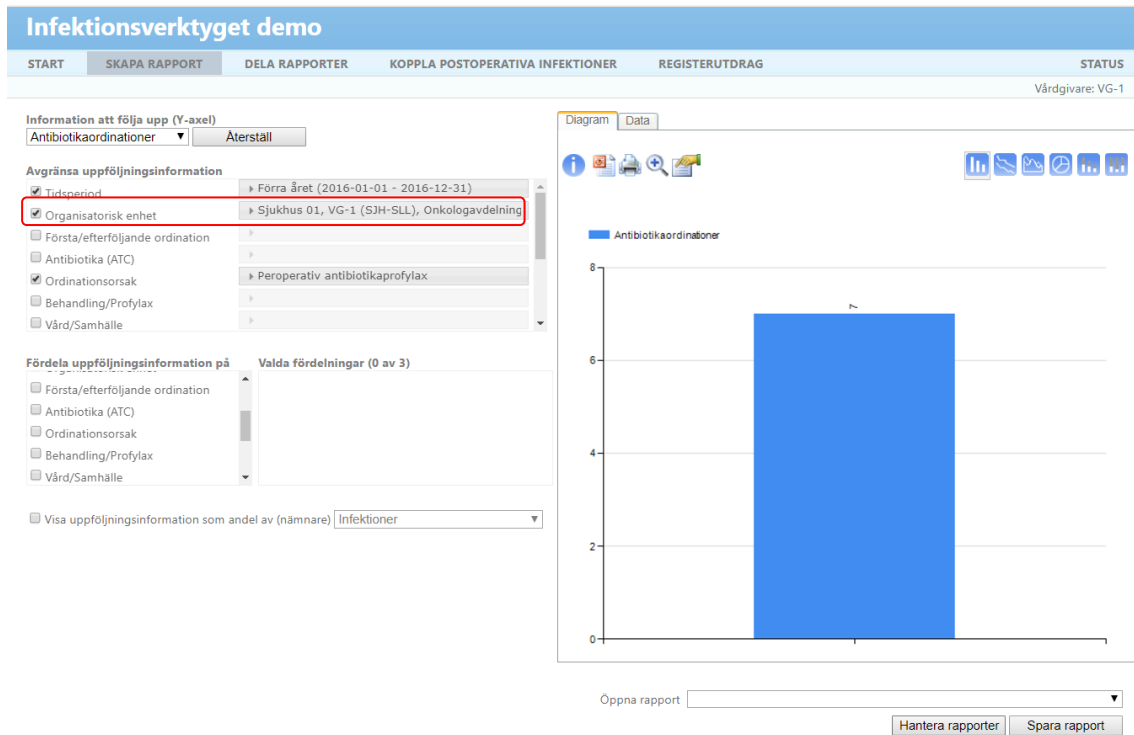 Infektionsverktyget demo
START SKAPA RAPPORT DELA RAPPORTER KOPPLA POSTOPERATIVA INFEKTIONER REGISTERUTDRAG STATUS
Vårdgivare: VG-1
Information att följa upp (Y-axel)
Antibiotikaordinationer Återställ
Avgränsa uppföljningsinformation
Tidsperiod Förra året (2016-01-01 - 2016-12-31)
Organisatorisk enhet Sjukhus 01, VG-1 (SJH-SLL), Onkologavdelning
Första/efterföljande ordination
Antibiotika (ATC)
Ordinationsorsak Peroperativ antibiotikaprofylax
Behandling/Profylax
Vård/Samhälle
Fördela uppföljningsinformation på Valda fördelningar (0 av 3)
Första/efterföljande ordination
Antibiotika (ATC)
Ordinationsorsak
Behandling/Profylax
Vård/Samhälle
Visa uppföljningsinformation som andel av (nämnare) Infektioner
Diagram Data
Antibiotikaordinationer
8
7
6
4
2
0
Öppna rapport
Hantera rapporter Spara rapport